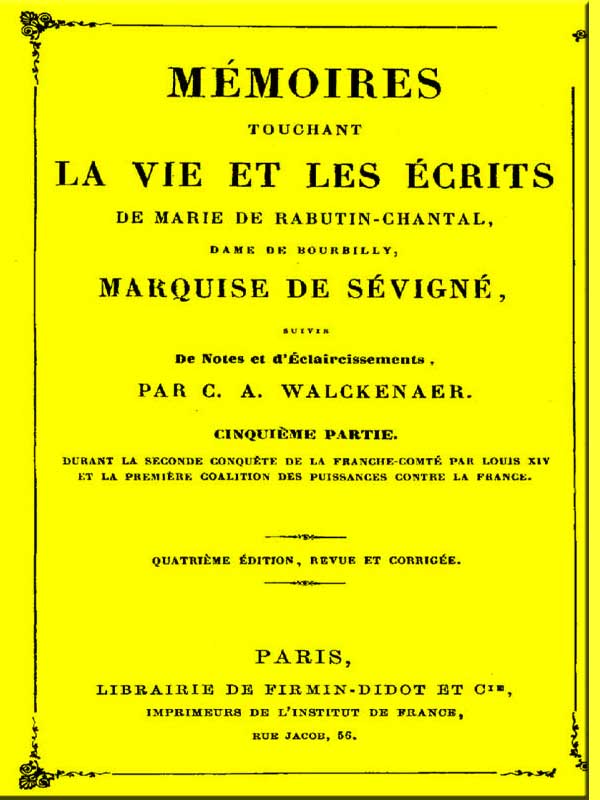 MÉMOIRES
TOUCHANT
LA VIE ET LES ÉCRITS
DE MARIE DE RABUTIN-CHANTAL,
DAME DE BOURBILLY,
MARQUISE DE SÉVIGNÉ,
SUIVIS
De Notes et d'Éclaircissements,
PAR C. A. WALCKENAER.
CINQUIÈME PARTIE.
DURANT LA SECONDE CONQUÊTE DE LA FRANCHE-COMTÉ PAR LOUIS XIV
ET LA PREMIÈRE COALITION DES PUISSANCES CONTRE LA FRANCE.
QUATRIÈME ÉDITION, REVUE ET CORRIGÉE.
PARIS,
LIBRAIRIE DE FIRMIN-DIDOT ET Cie,
IMPRIMEURS DE L'INSTITUT DE FRANCE,
RUE JACOB, 56.